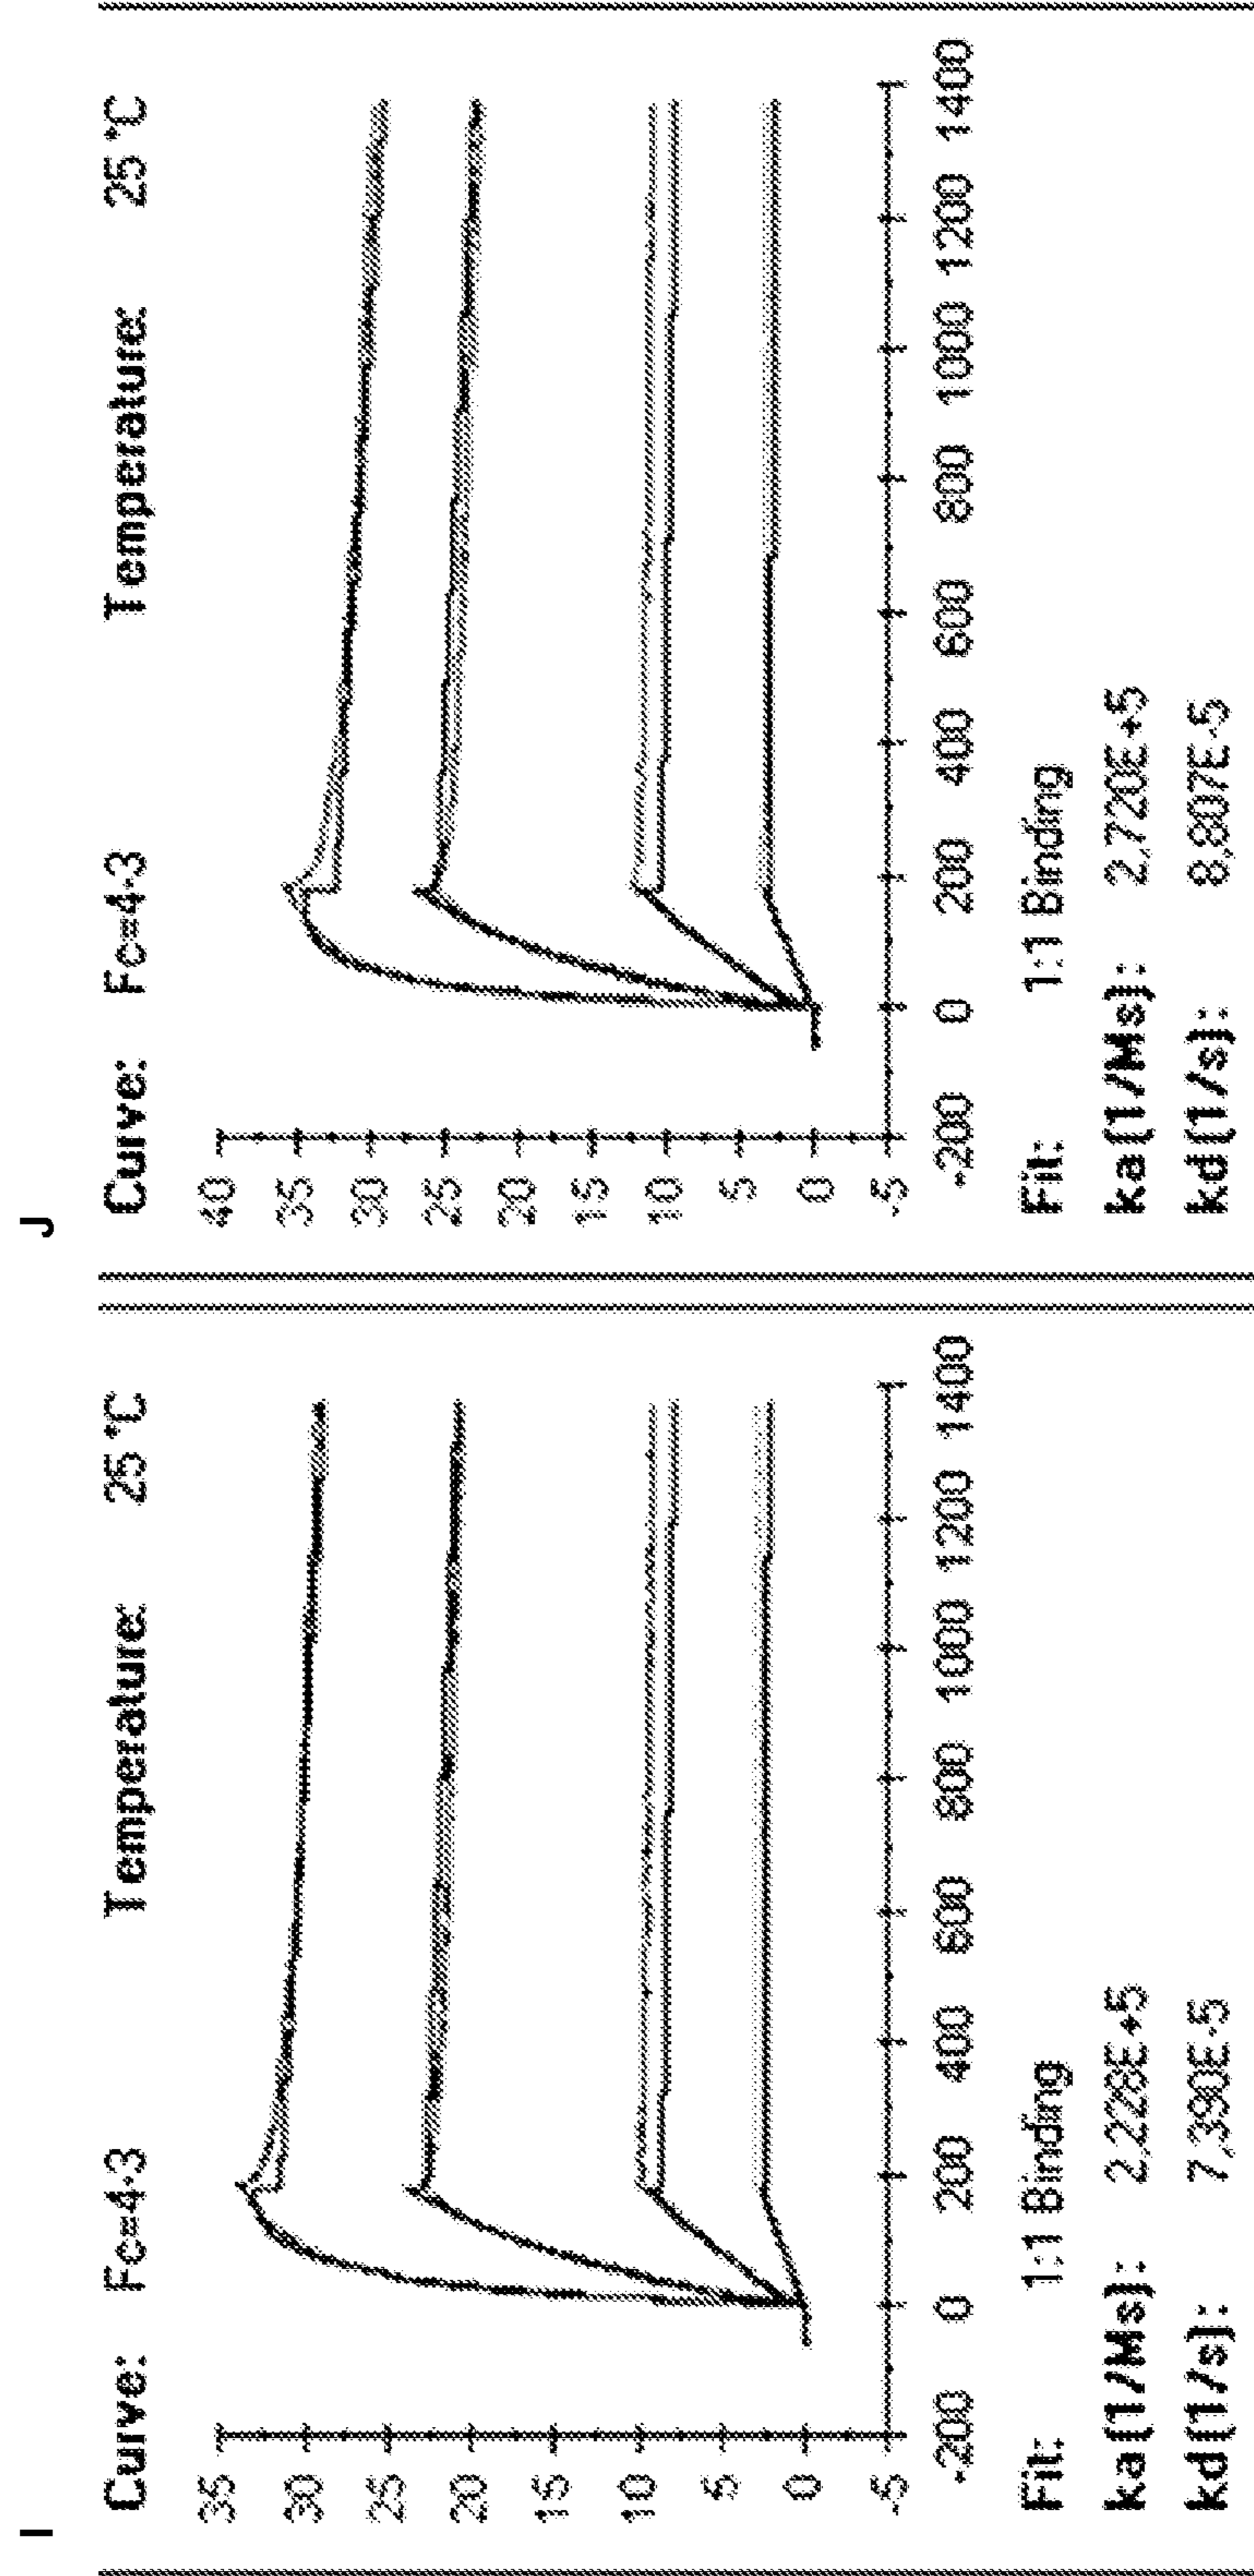 I
Curve: Fc=4-3 Temperature: 25 °C
35
30
25
20
15
10
5
0
-5
-200 0 200 400 600 800 1000 1200 1400
Fit: 1:1 Binding
ka(1/Ms): 2,228E+5
kd(1/s): 7,390E-5
J
Curve: Fc=4-3 Temperature: 25 °C
40
35
30
25
20
15
10
5
0
-5
-200 0 200 400 600 800 1000 1200 1400
Fit: 1:1 Binding
ka(1/Ms): 2,720E+5
kd(1/s): 8,807E-5